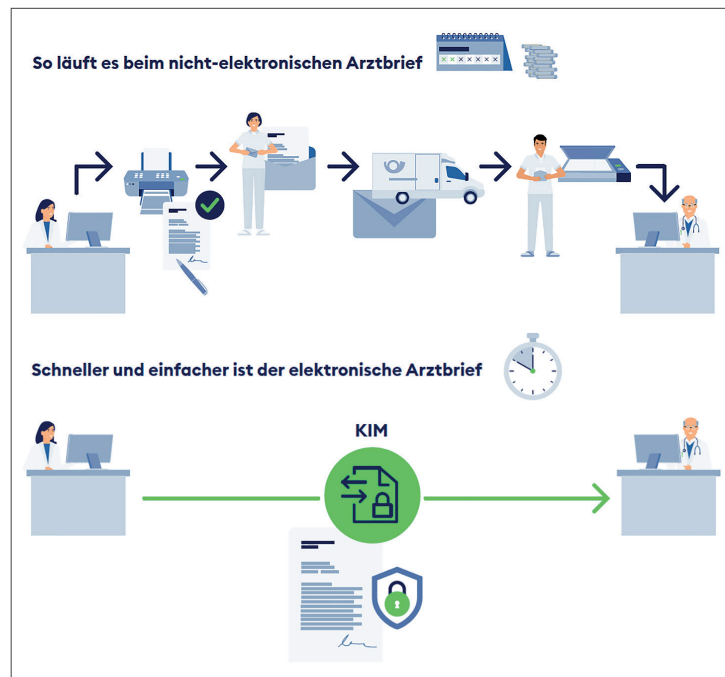 So läuft es beim nicht-elektronischen Arztbrief
Schneller und einfacher ist der elektronische Arztbrief
KIM